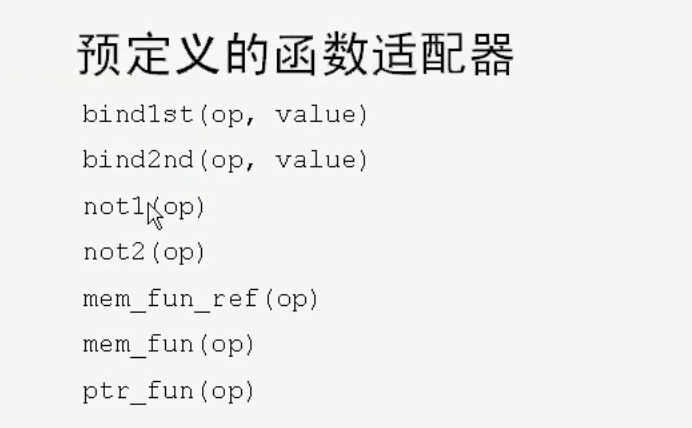 预定义的函数适配器
bind1st(op, value)
bind2nd(op, value)
not1(op)
not2(op)
mem_fun_ref(op)
mem_fun(op)
ptr_fun(op)